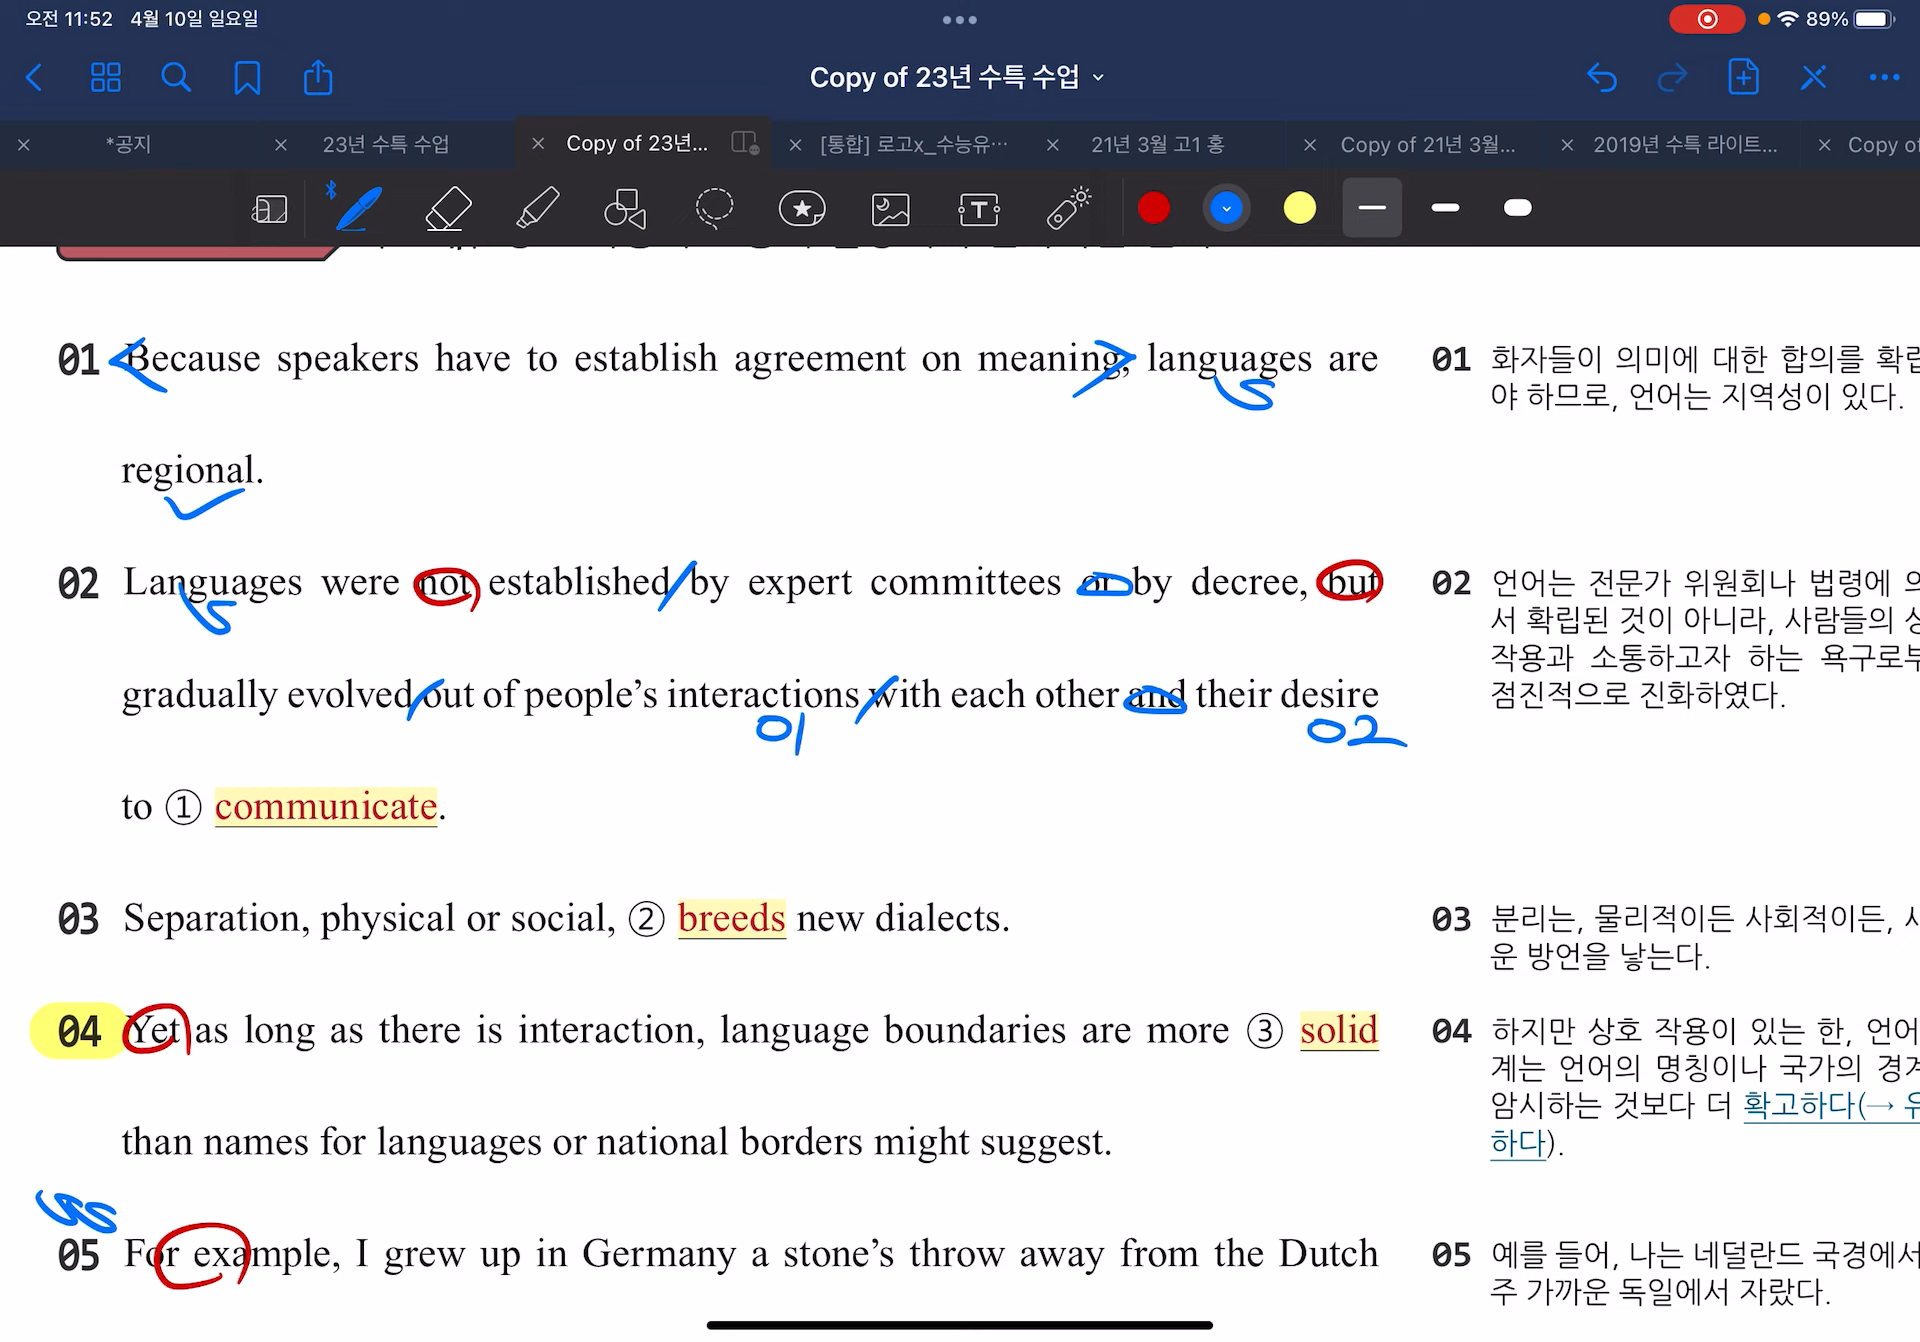 오전 11:52 4월 10일 일요일
89%
Copy of 23년 수특 수업
*공지
23년 수특 수업
Copy of 23년...
[통합] 로고x_수능유...
21년 3월 고1 홍
Copy of 21년 3월...
2019년 수특 라이트...
Copy of
01 Because speakers have to establish agreement on meaning, languages are
regional.
02 Languages were not established by expert committees or by decree, but
gradually evolved out of people's interactions with each other and their desire
01 02
to ① communicate.
03 Separation, physical or social, ② breeds new dialects.
04 Yet as long as there is interaction, language boundaries are more ③ solid
than names for languages or national borders might suggest.
05 For example, I grew up in Germany a stone's throw away from the Dutch
01 화자들이 의미에 대한 합의를 확립
야 하므로, 언어는 지역성이 있다.
02 언어는 전문가 위원회나 법령에 의
서 확립된 것이 아니라, 사람들의 상
작용과 소통하고자 하는 욕구로부
점진적으로 진화하였다.
03 분리는, 물리적이든 사회적이든, 새
운 방언을 낳는다.
04 하지만 상호 작용이 있는 한, 언어
계는 언어의 명칭이나 국가의 경계
암시하는 것보다 더 확고하다(→ 유
하다).
05 예를 들어, 나는 네덜란드 국경에서
주 가까운 독일에서 자랐다.